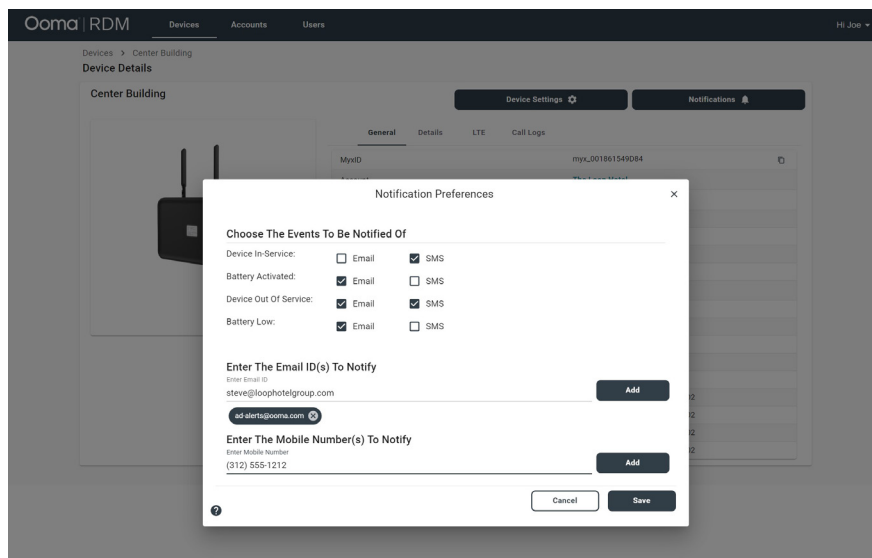 Ooma | RDM Devices Accounts Users Hi Joe
Devices > Center Building
Device Details
Center Building
Device Settings
Notifications
General Details LTE Call Logs
MyxID myx_001861549D84
Account The Loop Hotel
Notification Preferences
Choose The Events To Be Notified Of
Device In-Service: Email SMS
Battery Activated: Email SMS
Device Out Of Service: Email SMS
Battery Low: Email SMS
Enter The Email ID(s) To Notify
Enter Email ID
steve@loophotelgroup.com
Add
ad-alerts@ooma.com
Enter The Mobile Number(s) To Notify
Enter Mobile Number
(312) 555-1212
Add
Cancel Save